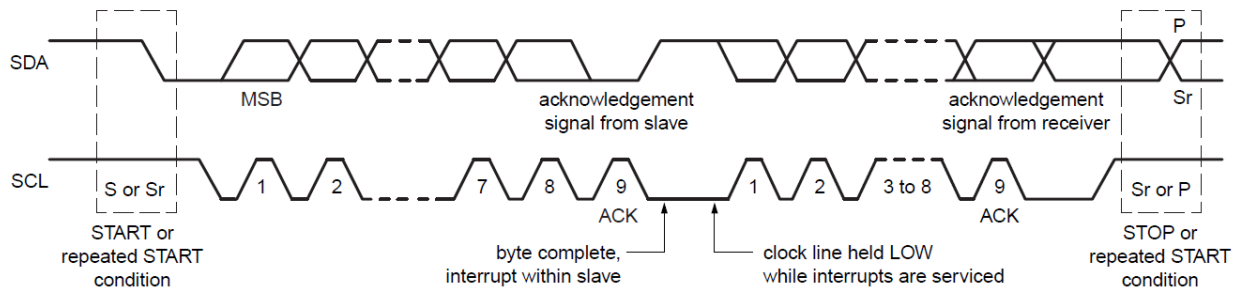 P
SDA
MSB
acknowledgement
signal from slave
acknowledgement
signal from receiver
Sr
SCL
S or Sr
1
2
7
8
9
1
2
3 to 8
9
Sr or P
ACK
ACK
START or
repeated START
condition
byte complete,
interrupt within slave
clock line held LOW
while interrupts are serviced
STOP or
repeated START
condition